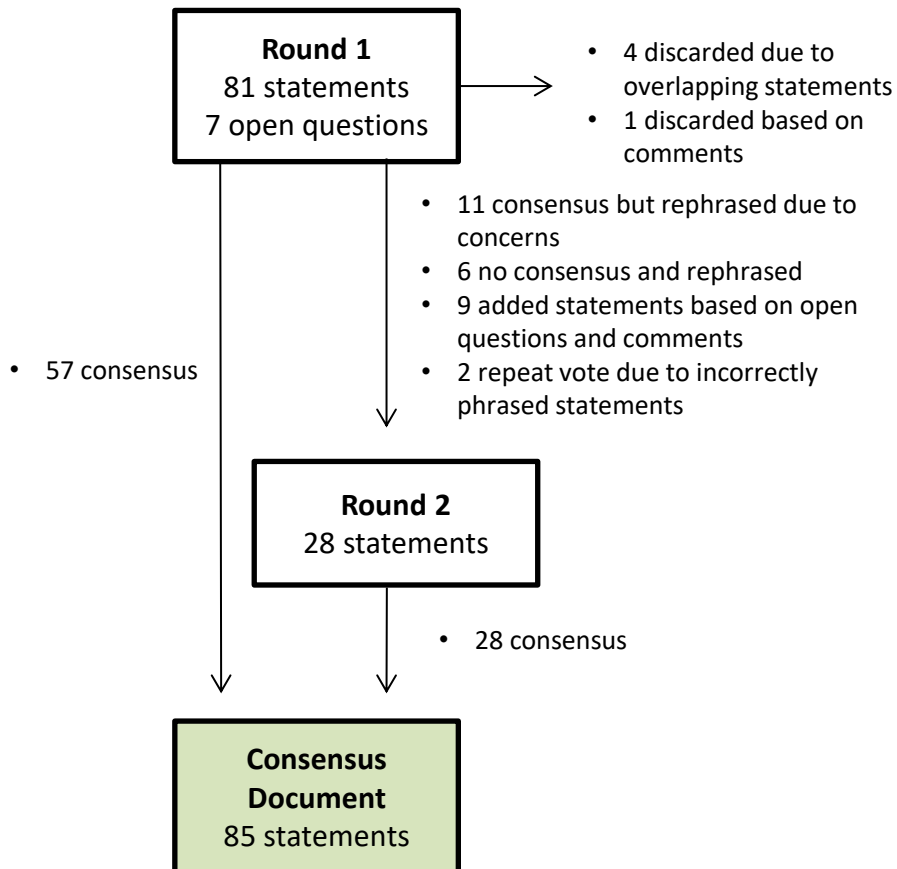 Round 1
81 statements
7 open questions
• 4 discarded due to
overlapping statements
• 1 discarded based on
comments
• 11 consensus but rephrased due to
concerns
• 6 no consensus and rephrased
• 9 added statements based on open
questions and comments
• 2 repeat vote due to incorrectly
phrased statements
• 57 consensus
Round 2
28 statements
• 28 consensus
Consensus
Document
85 statements